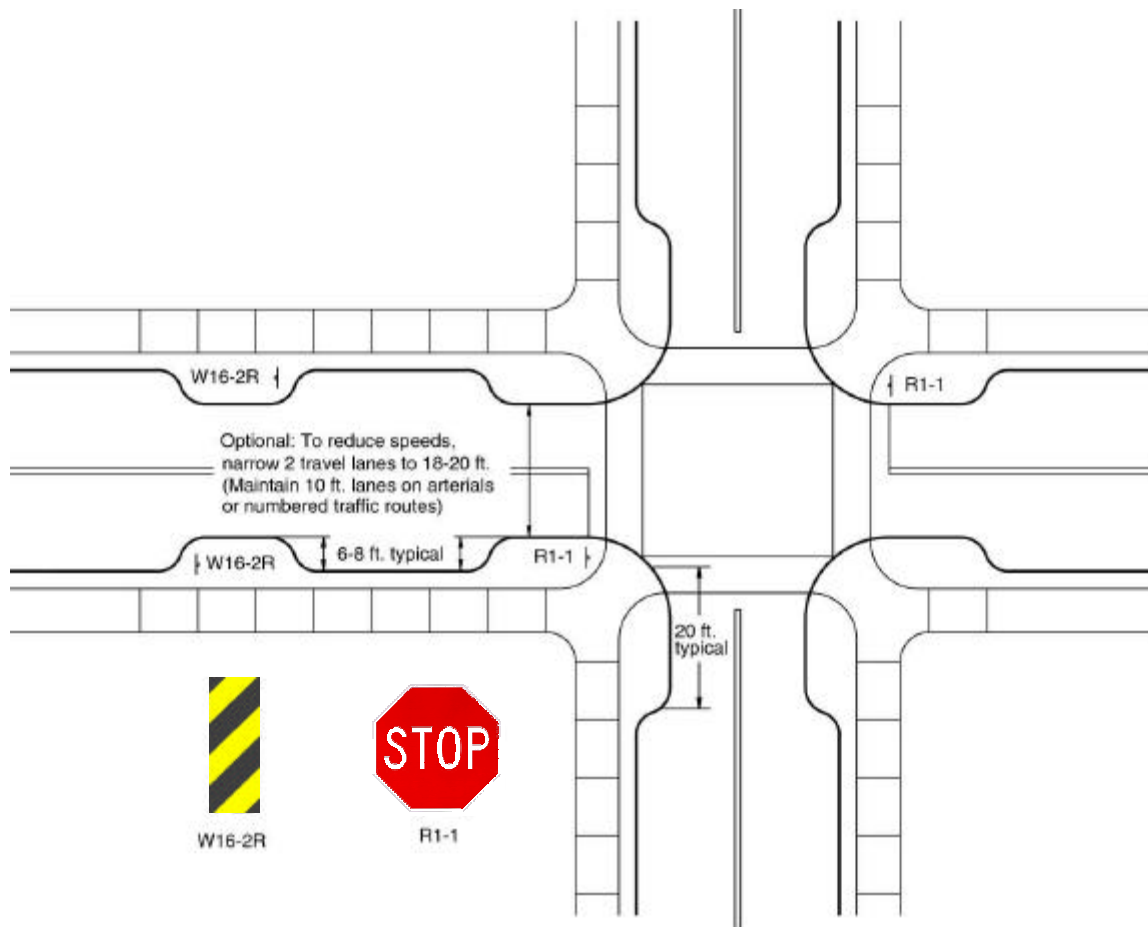 W16-2R
R1-1
Optional: To reduce speeds,
narrow 2 travel lanes to 18-20 ft.
(Maintain 10 ft. lanes on arterials
or numbered traffic routes)
W16-2R
6-8 ft. typical
R1-1
20 ft.
typical
STOP
W16-2R
R1-1